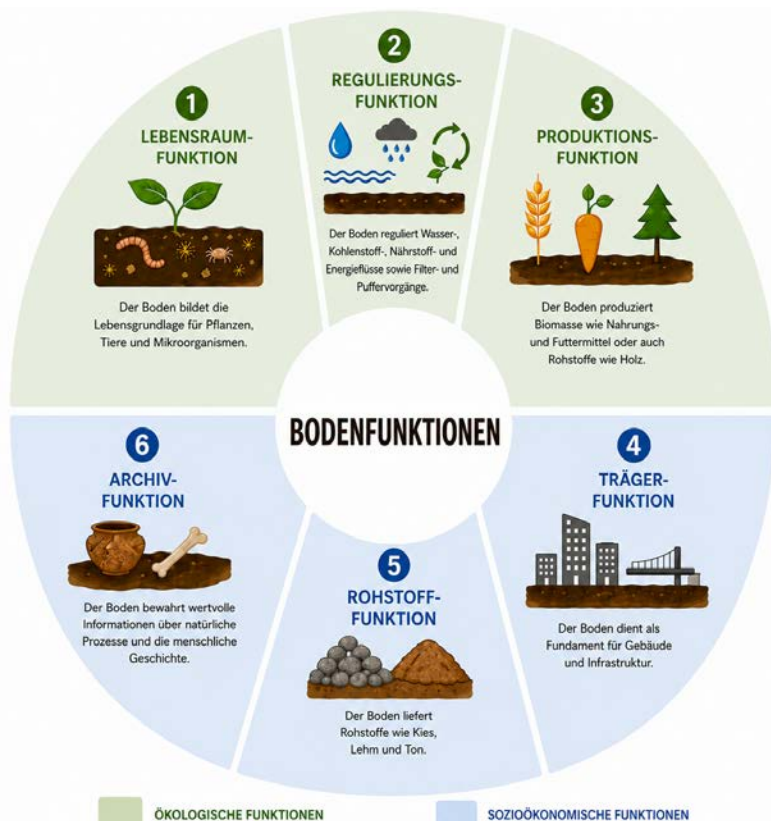 1
LEBENSRAUM-
FUNKTION
Der Boden bildet die
Lebensgrundlage für Pflanzen,
Tiere und Mikroorganismen.
2
REGULIERUNGS-
FUNKTION
Der Boden reguliert Wasser-,
Kohlenstoff-, Nährstoff- und
Energieflüsse sowie Filter- und
Puffervorgänge.
3
PRODUKTIONS-
FUNKTION
Der Boden produziert
Biomasse wie Nahrungs-
und Futtermittel oder auch
Rohstoffe wie Holz.
BODENFUNKTIONEN
4
TRÄGER-
FUNKTION
Der Boden dient als
Fundament für Gebäude
und Infrastruktur.
5
ROHSTOFF-
FUNKTION
Der Boden liefert
Rohstoffe wie Kies,
Lehm und Ton.
6
ARCHIV-
FUNKTION
Der Boden bewahrt wertvolle
Informationen über natürliche
Prozesse und die menschliche
Geschichte.
ÖKOLOGISCHE FUNKTIONEN
SOZIOÖKONOMISCHE FUNKTIONEN